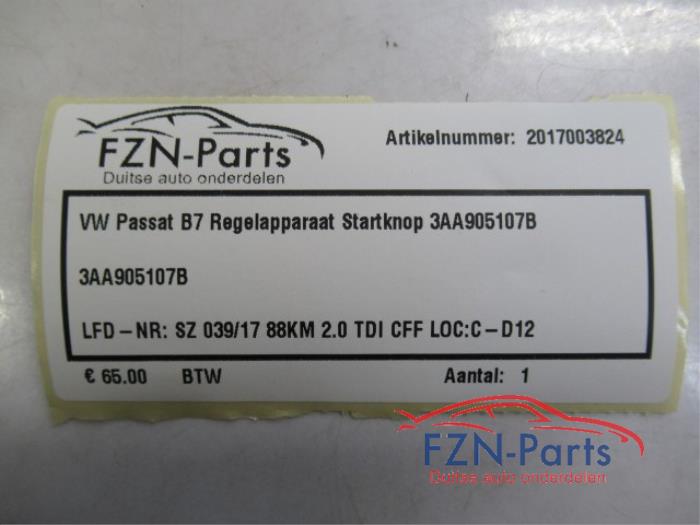 FZN-Parts
Duitse auto onderdelen
Artikelnummer: 2017003824
VW Passat B7 Regelapparaat Startknop 3AA905107B
3AA905107B
LFD-NR: SZ 039/17 88KM 2.0 TDI CFF LOC:C-D12
€ 65.00 BTW Aantal: 1
FZN-Parts
Duitse auto onderdelen